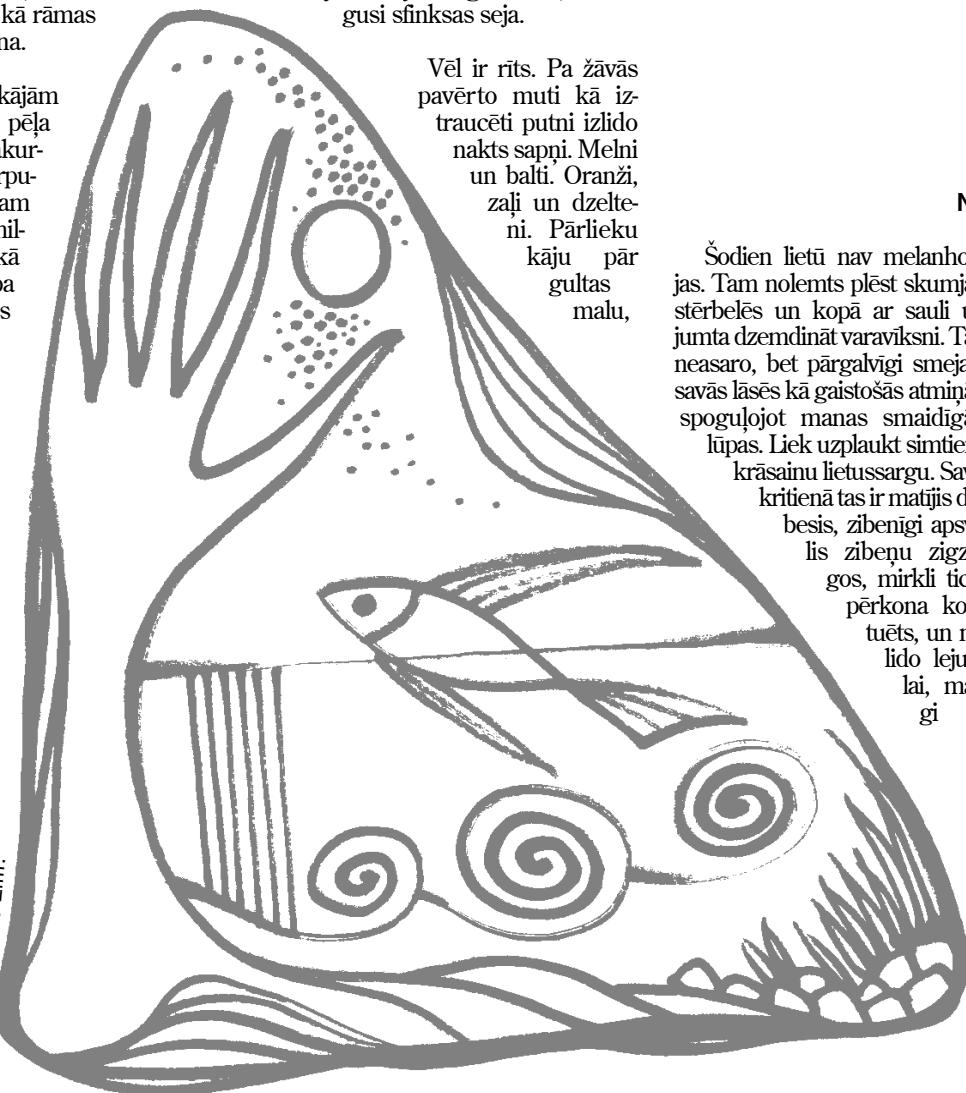 kā rāmas
na.
kājām
pēļa
kur-
rpu-
am
mil-
kā
pa
s
gusi sfinksas seja.
Vēl ir rīts. Pa žāvās
pavērto muti kā iz-
traucēti putni izlido
nakts sapņi. Melni
un balti. Oranži,
zaļi un dzelte-
ni. Pārlieku
kāju pār
gultas
malu,
N
Šodien lietū nav melanho
jas. Tam nolemts plēst skumja
stērbelēs un kopā ar sauli u
jumta dzemdināt varavīksni. Ta
neasaro, bet pārgalvīgi smeja
savās lāsēs kā gaistošās atmiņa
spoguļojot manas smaidīga
lūpas. Liek uzplaukt simtien
krāsainu lietussargu. Sav
kritienā tas ir matījis d
besis, zibenīgi apsv
lis zibeņu zigz
gos, mirkli tic
pērkona ko
tuēts, un n
lido leju
lai, ma
gi